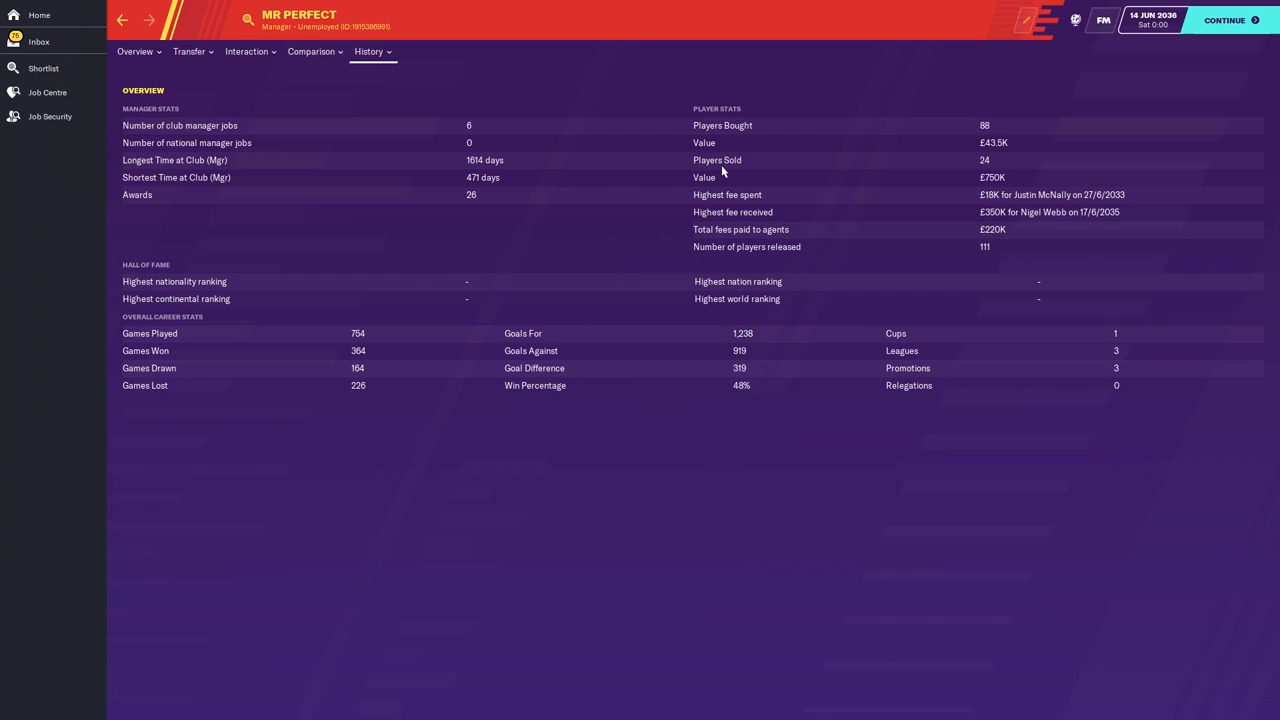 Home
75
Inbox
Shortlist
Job Centre
Job Security
MR PERFECT
Manager - Unemployed (ID:1915386991)
FM
14 JUN 2036
Sat 0:00
CONTINUE
Overview
Transfer
Interaction
Comparison
History
OVERVIEW
MANAGER STATS
Number of club manager jobs 6
Number of national manager jobs 0
Longest Time at Club (Mgr) 1614 days
Shortest Time at Club (Mgr) 471 days
Awards 26
PLAYER STATS
Players Bought 88
Value £43.5K
Players Sold 24
Value £750K
Highest fee spent £18K for Justin McNally on 27/6/2033
Highest fee received £350K for Nigel Webb on 17/6/2035
Total fees paid to agents £220K
Number of players released 111
HALL OF FAME
Highest nationality ranking -
Highest nation ranking -
Highest continental ranking -
Highest world ranking -
OVERALL CAREER STATS
Games Played 754 Goals For 1,238 Cups 1
Games Won 364 Goals Against 919 Leagues 3
Games Drawn 164 Goal Difference 319 Promotions 3
Games Lost 226 Win Percentage 48% Relegations 0